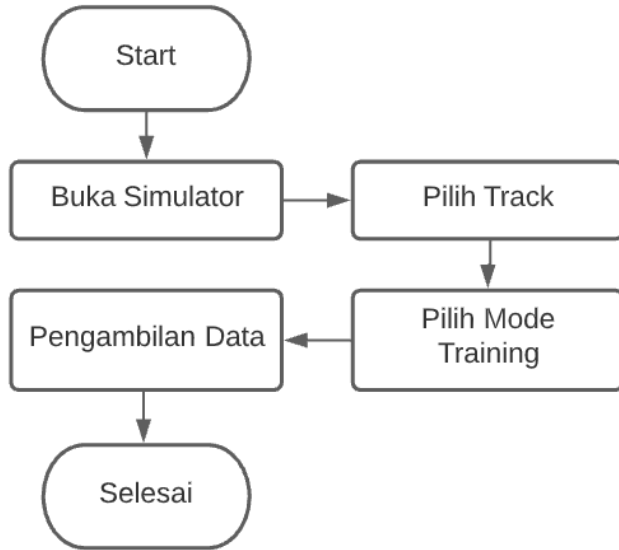 Start
Buka Simulator
Pilih Track
Pilih Mode
Training
Pengambilan Data
Selesai